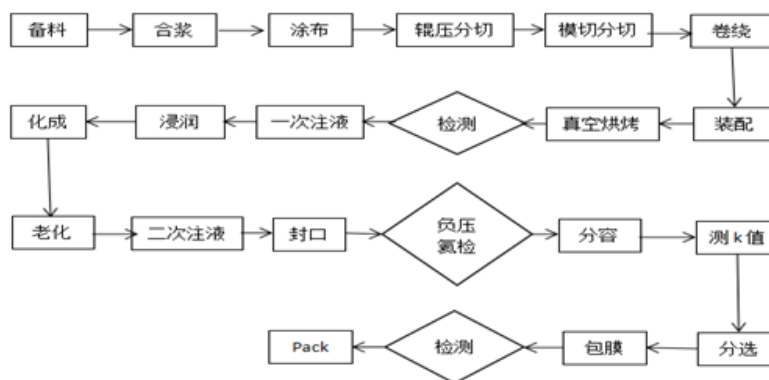 备料
合浆
涂布
辊压分切
模切分切
卷绕
化成
浸润
一次注液
检测
真空烘烤
装配
老化
二次注液
封口
负压
氦检
分容
测k值
Pack
检测
包膜
分选